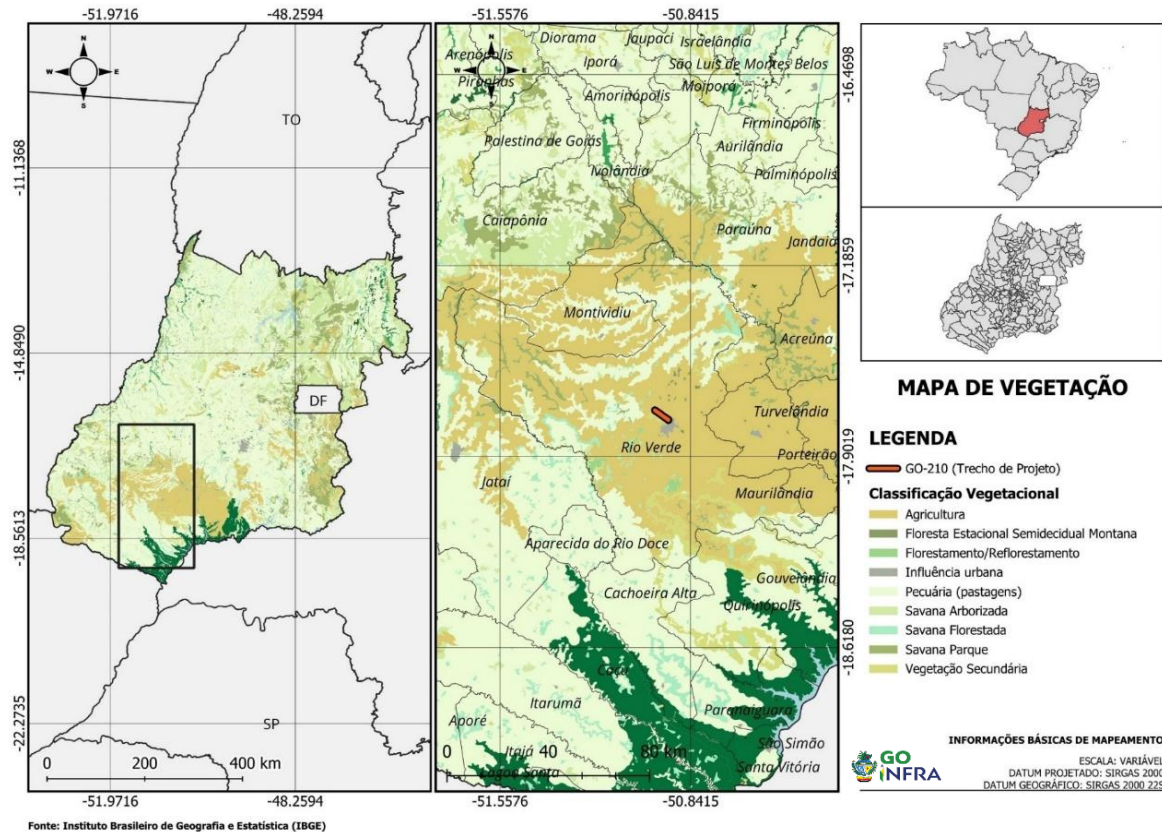 -51.9716
-48.2594
-11.1368
-14.8490
-18.5613
-22.2735
N
W
E
S
TO
DF
SP
0
200
400 km
-51.9716
-48.2594
-51.5576
-50.8415
N
W
E
S
Diorama
Jaupaci
Israelândia
Arenópolis
Iporá
São Luís de Montes Belos
Piranhas
Moiporá
Amorinópolis
Firminópolis
Palestina de Goiás
Aurilândia
Ivolândia
Palminópolis
Caiapônia
Paraúna
Jandaia
Montividiu
Acreúna
Turvelândia
Rio Verde
Porteirão
Jataí
Maurilândia
Aparecida do Rio Doce
Gouvelândia
Cachoeira Alta
Quirinópolis
Caçu
Itarumã
Paranaiguara
Aporé
São Simão
Itajá
Santa Vitória
Lagoa Santa
0
40
80 km
-51.5576
-50.8415
-16.4698
-17.1859
-17.9019
-18.6180
MAPA DE VEGETAÇÃO
LEGENDA
GO-210 (Trecho de Projeto)
Classificação Vegetacional
Agricultura
Floresta Estacional Semidecidual Montana
Florestamento/Reflorestamento
Influência urbana
Pecuária (pastagens)
Savana Arborizada
Savana Florestada
Savana Parque
Vegetação Secundária
GO
INFRA
INFORMAÇÕES BÁSICAS DE MAPEAMENTO
ESCALA: VARIÁVEL
DATUM PROJETADO: SIRGAS 2000
DATUM GEOGRÁFICO: SIRGAS 2000 22S
Fonte: Instituto Brasileiro de Geografia e Estatística (IBGE)